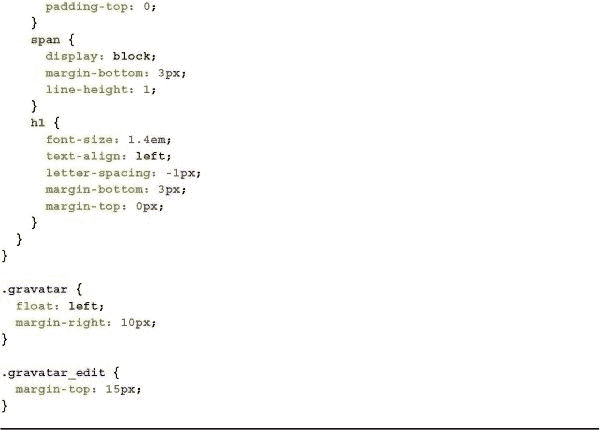 padding-top: 0;
    }
    span {
      display: block;
      margin-bottom: 3px;
      line-height: 1;
    }
    h1 {
      font-size: 1.4em;
      text-align: left;
      letter-spacing: -1px;
      margin-bottom: 3px;
      margin-top: 0px;
    }
  }
}

.gravatar {
  float: left;
  margin-right: 10px;
}

.gravatar_edit {
  margin-top: 15px;
}